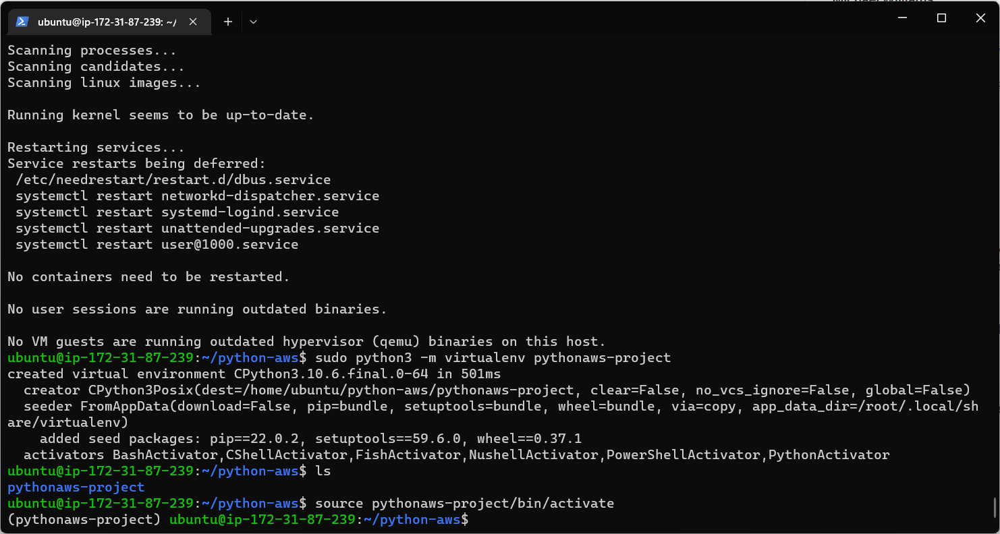 ubuntu@ip-172-31-87-239: ~/
Scanning processes...
Scanning candidates...
Scanning linux images...
Running kernel seems to be up-to-date.
Restarting services...
Service restarts being deferred:
 /etc/needrestart/restart.d/dbus.service
 systemctl restart networkd-dispatcher.service
 systemctl restart systemd-logind.service
 systemctl restart unattended-upgrades.service
 systemctl restart user@1000.service
No containers need to be restarted.
No user sessions are running outdated binaries.
No VM guests are running outdated hypervisor (qemu) binaries on this host.
ubuntu@ip-172-31-87-239:~/python-aws$ sudo python3 -m virtualenv pythonaws-project
created virtual environment CPython3.10.6.final.0-64 in 501ms
  creator CPython3Posix(dest=/home/ubuntu/python-aws/pythonaws-project, clear=False, no_vcs_ignore=False, global=False)
  seeder FromAppData(download=False, pip=bundle, setuptools=bundle, wheel=bundle, via=copy, app_data_dir=/root/.local/sh
are/virtualenv)
    added seed packages: pip==22.0.2, setuptools==59.6.0, wheel==0.37.1
  activators BashActivator,CShellActivator,FishActivator,NushellActivator,PowerShellActivator,PythonActivator
ubuntu@ip-172-31-87-239:~/python-aws$ ls
pythonaws-project
ubuntu@ip-172-31-87-239:~/python-aws$ source pythonaws-project/bin/activate
(pythonaws-project) ubuntu@ip-172-31-87-239:~/python-aws$